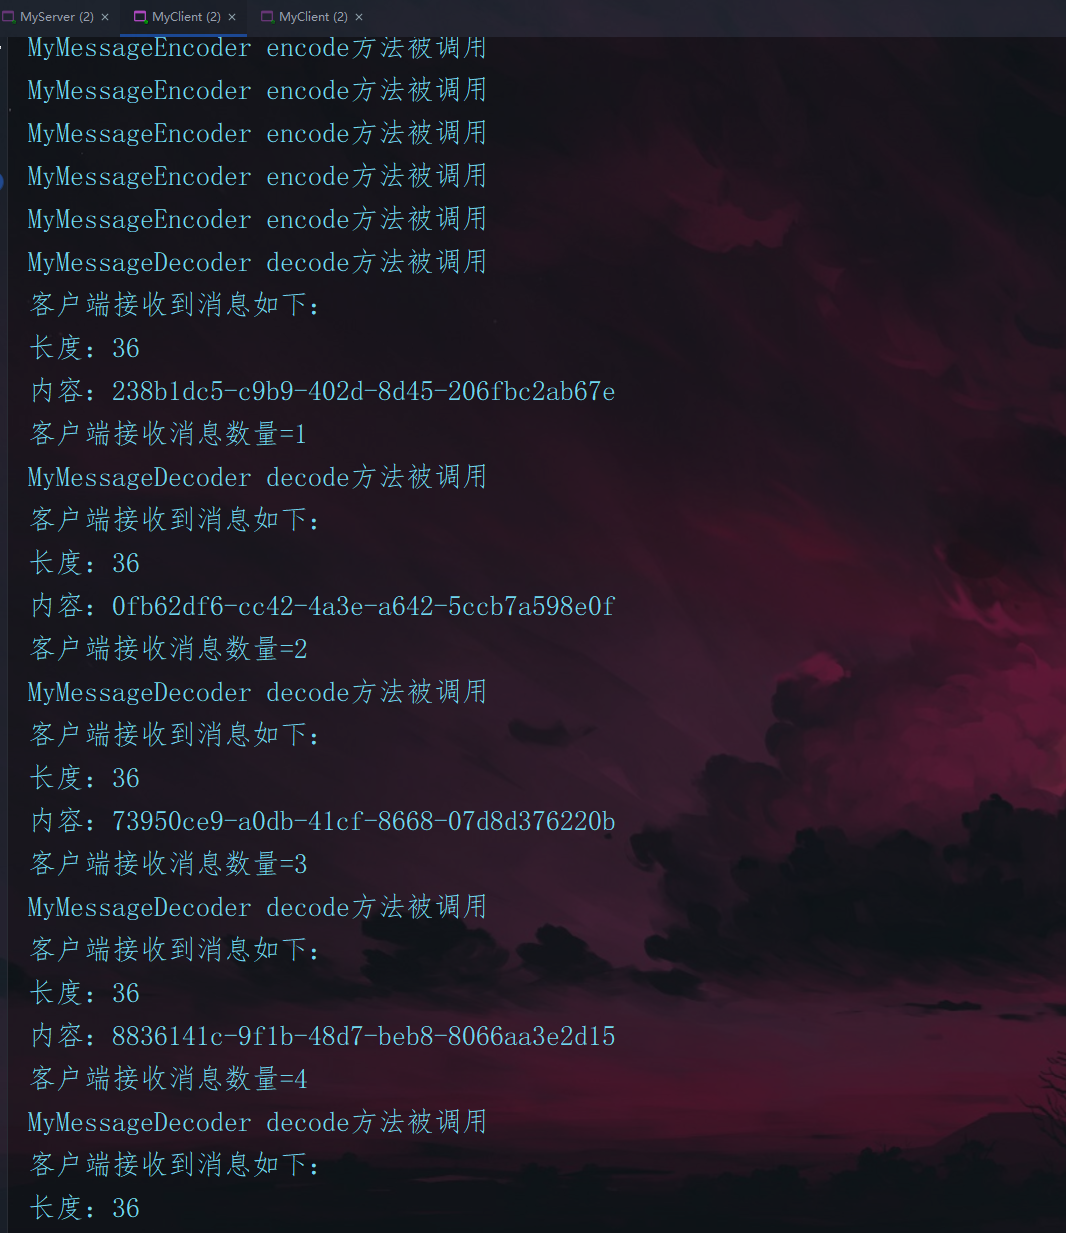 MyServer (2) × MyClient (2) × MyClient (2) ×
MyMessageEncoder encode方法被调用
MyMessageEncoder encode方法被调用
MyMessageEncoder encode方法被调用
MyMessageEncoder encode方法被调用
MyMessageEncoder encode方法被调用
MyMessageDecoder decode方法被调用
客户端接收到消息如下：
长度：36
内容：238b1dc5-c9b9-402d-8d45-206fbc2ab67e
客户端接收消息数量=1
MyMessageDecoder decode方法被调用
客户端接收到消息如下：
长度：36
内容：0fb62df6-cc42-4a3e-a642-5ccb7a598e0f
客户端接收消息数量=2
MyMessageDecoder decode方法被调用
客户端接收到消息如下：
长度：36
内容：73950ce9-a0db-41cf-8668-07d8d376220b
客户端接收消息数量=3
MyMessageDecoder decode方法被调用
客户端接收到消息如下：
长度：36
内容：8836141c-9f1b-48d7-beb8-8066aa3e2d15
客户端接收消息数量=4
MyMessageDecoder decode方法被调用
客户端接收到消息如下：
长度：36